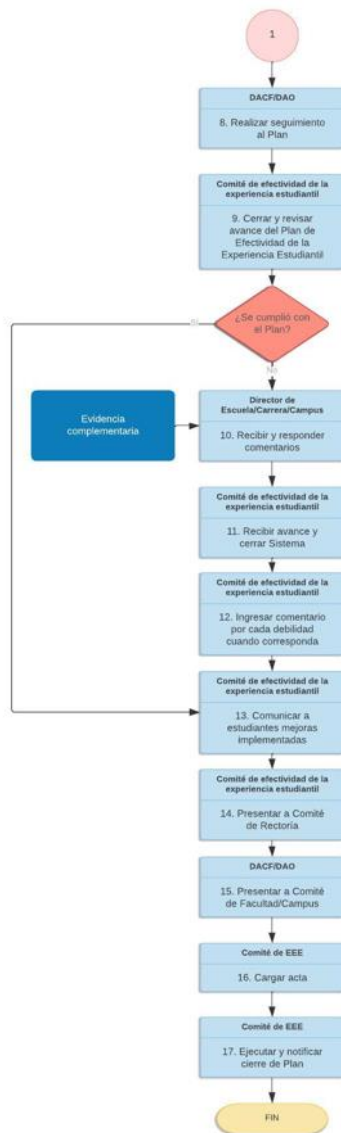 1
DACF/DAO
8. Realizar seguimiento
al Plan
Comité de efectividad de la
experiencia estudiantil
9. Cerrar y revisar
avance del Plan de
Efectividad de la
Experiencia Estudiantil
¿Se cumplió con
el Plan?
Sí
No
Evidencia
complementaria
Director de
Escuela/Carrera/Campus
10. Recibir y responder
comentarios
Comité de efectividad de la
experiencia estudiantil
11. Recibir avance y
cerrar Sistema
Comité de efectividad de la
experiencia estudiantil
12. Ingresar comentario
por cada debilidad
cuando corresponda
Comité de efectividad de la
experiencia estudiantil
13. Comunicar a
estudiantes mejoras
implementadas
Comité de efectividad de la
experiencia estudiantil
14. Presentar a Comité
de Rectoría
DACF/DAO
15. Presentar a Comité
de Facultad/Campus
Comité de EEE
16. Cargar acta
Comité de EEE
17. Ejecutar y notificar
cierre de Plan
FIN